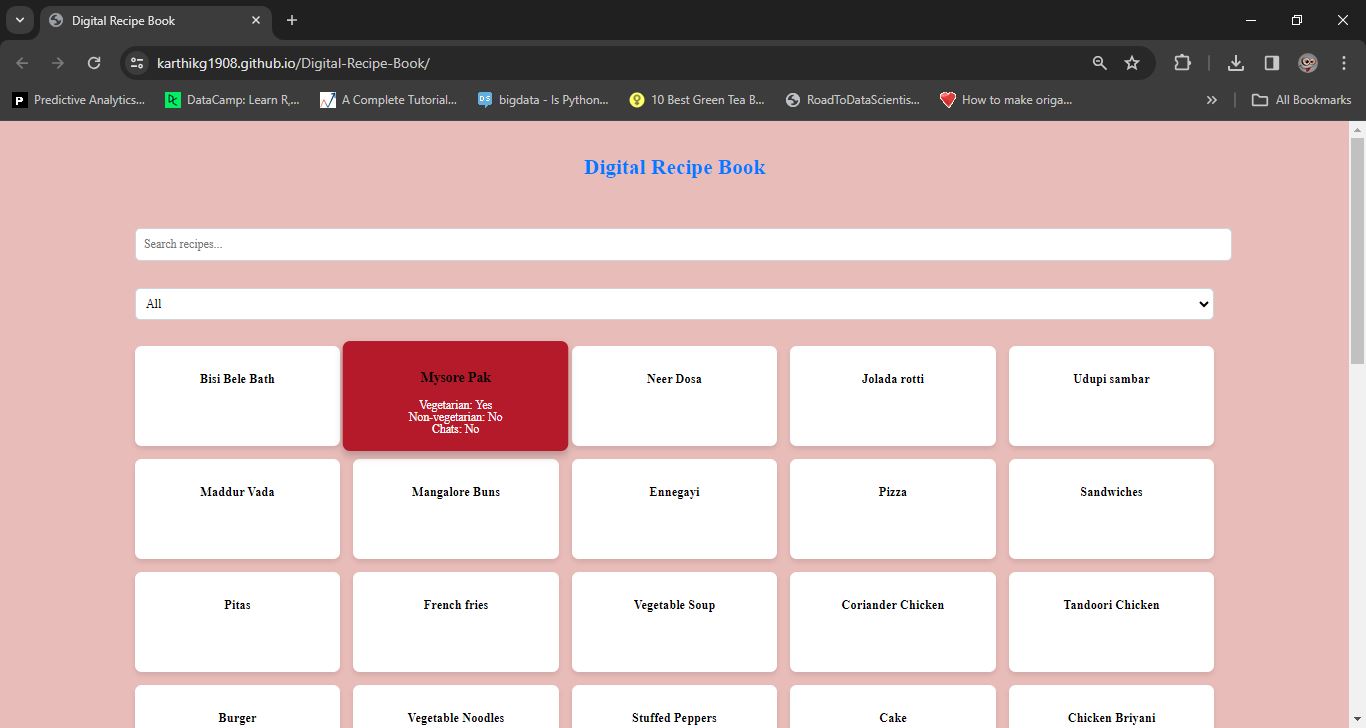 Digital Recipe Book
karthikg1908.github.io/Digital-Recipe-Book/
Predictive Analytics...
DataCamp: Learn R,...
A Complete Tutorial...
bigdata - Is Python...
10 Best Green Tea B...
RoadToDataScientis...
How to make origa...
»
All Bookmarks
Digital Recipe Book
Search recipes...
All
Bisi Bele Bath
Mysore Pak
Vegetarian: Yes
Non-vegetarian: No
Chats: No
Neer Dosa
Jolada rotti
Udupi sambar
Maddur Vada
Mangalore Buns
Ennegayi
Pizza
Sandwiches
Pitas
French fries
Vegetable Soup
Coriander Chicken
Tandoori Chicken
Burger
Vegetable Noodles
Stuffed Peppers
Cake
Chicken Briyani